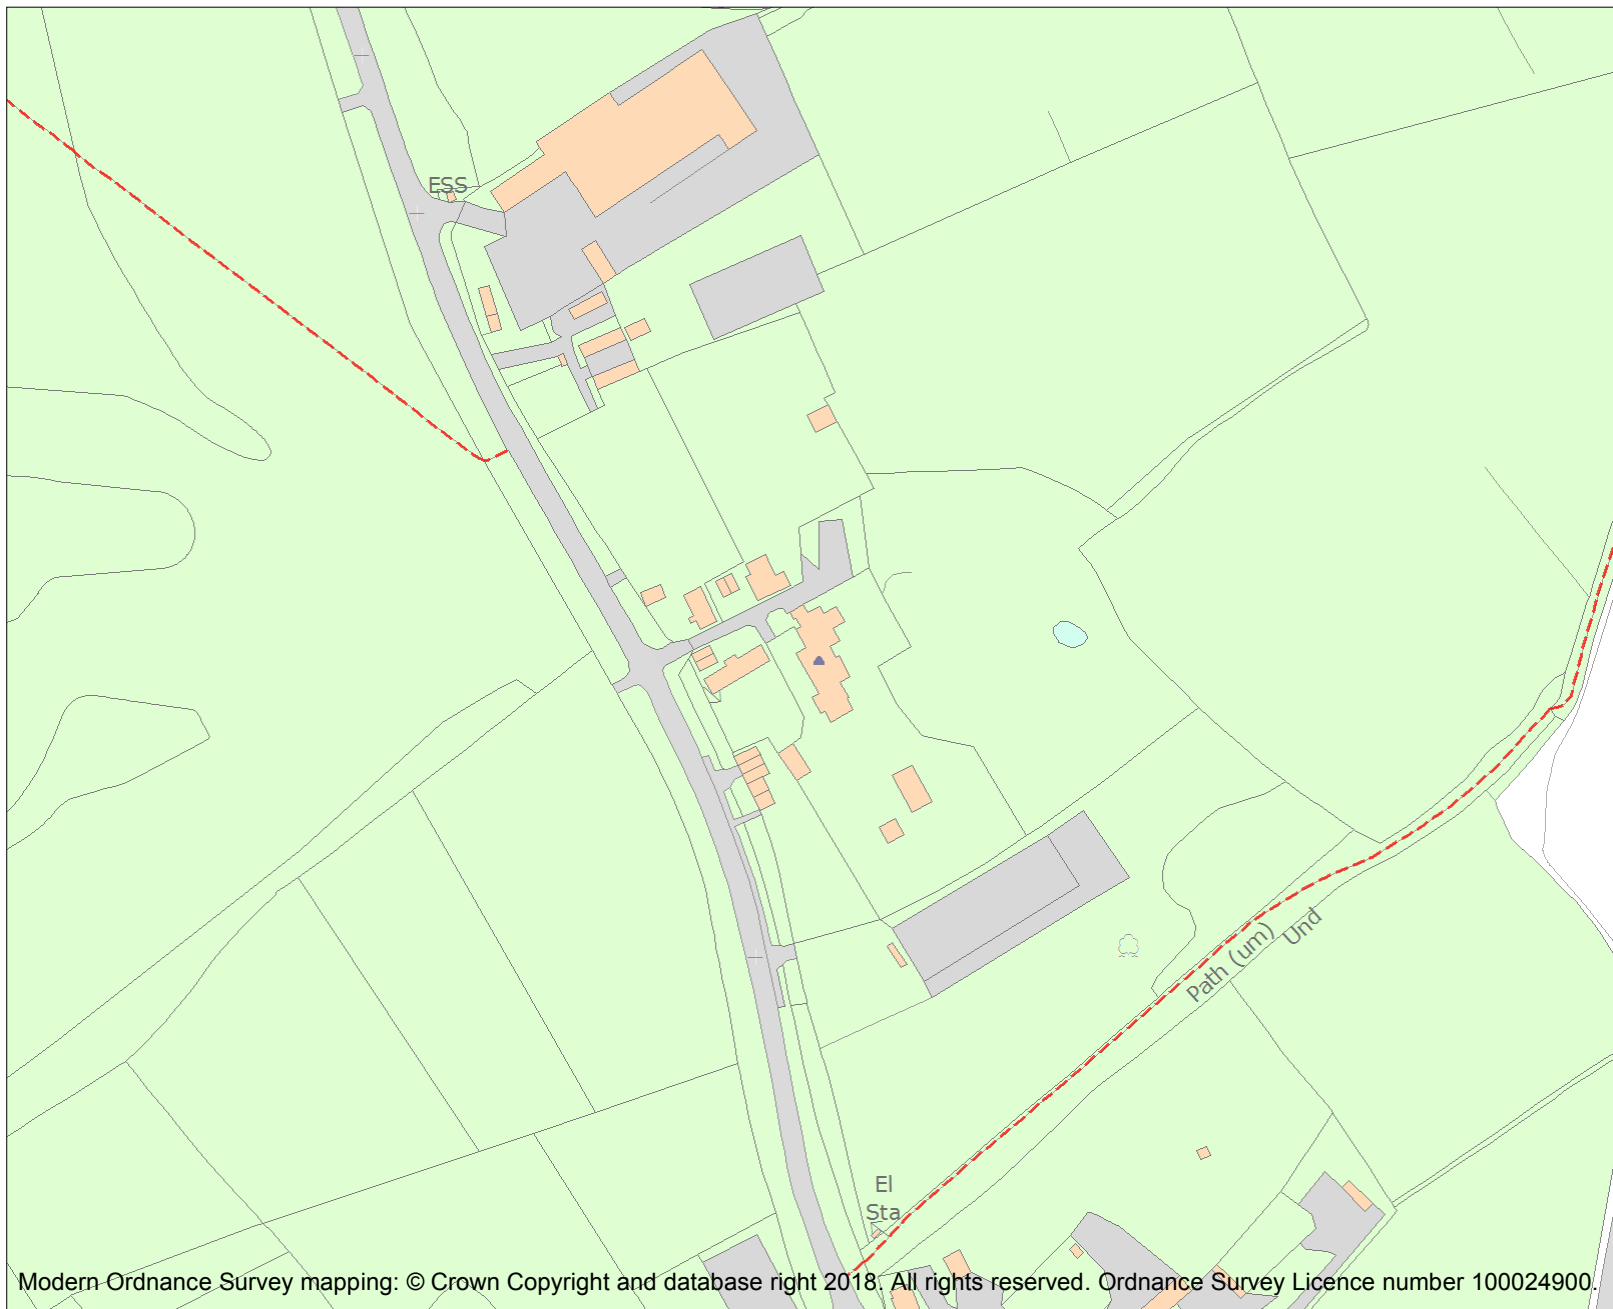 ESS
Path (um)
Und
El
Sta
Modern Ordnance Survey mapping: © Crown Copyright and database right 2018. All rights reserved. Ordnance Survey Licence number 100024900.